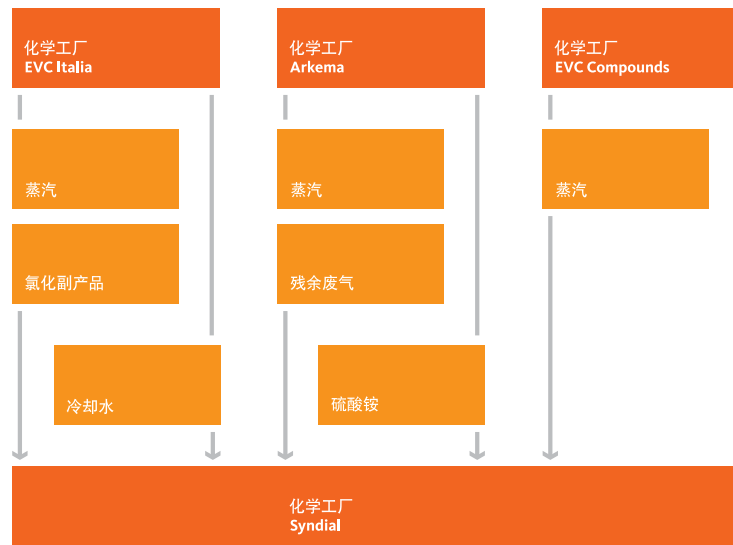 化学工厂
EVC Italia
化学工厂
Arkema
化学工厂
EVC Compounds
蒸汽
蒸汽
蒸汽
氯化副产品
残余废气
冷却水
硫酸铵
化学工厂
Syndial